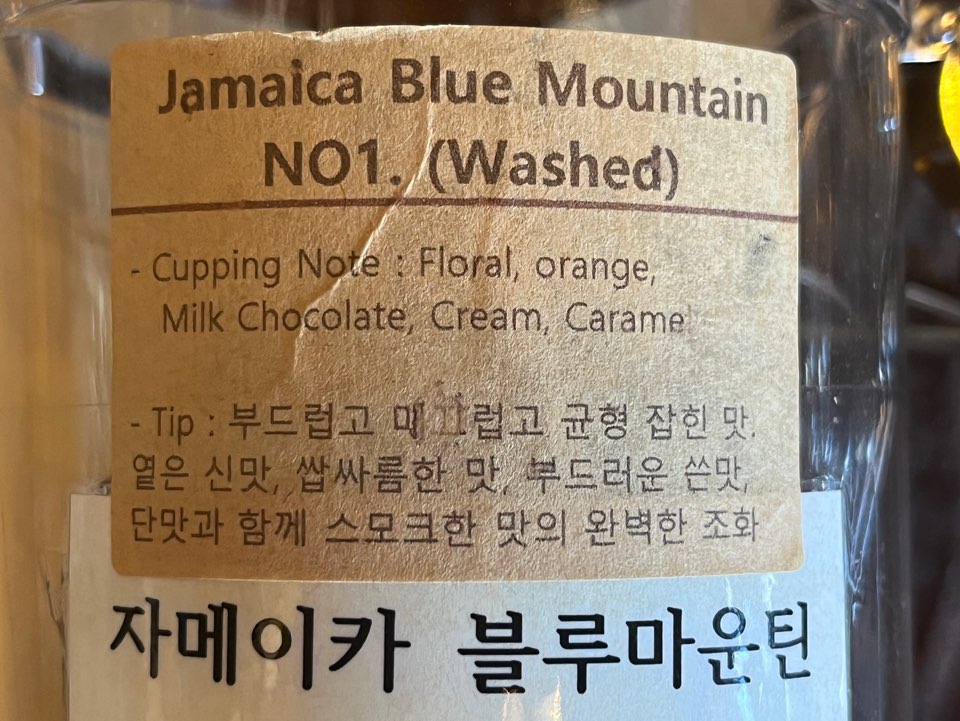 Jamaica Blue Mountain
NO1. (Washed)
- Cupping Note : Floral, orange,
Milk Chocolate, Cream, Carame
- Tip : 부드럽고 균형 잡힌 맛.
옅은 신맛, 쌉싸름한 맛, 부드러운 쓴맛,
단맛과 함께 스모크한 맛의 완벽한 조화
자메이카 블루마운틴